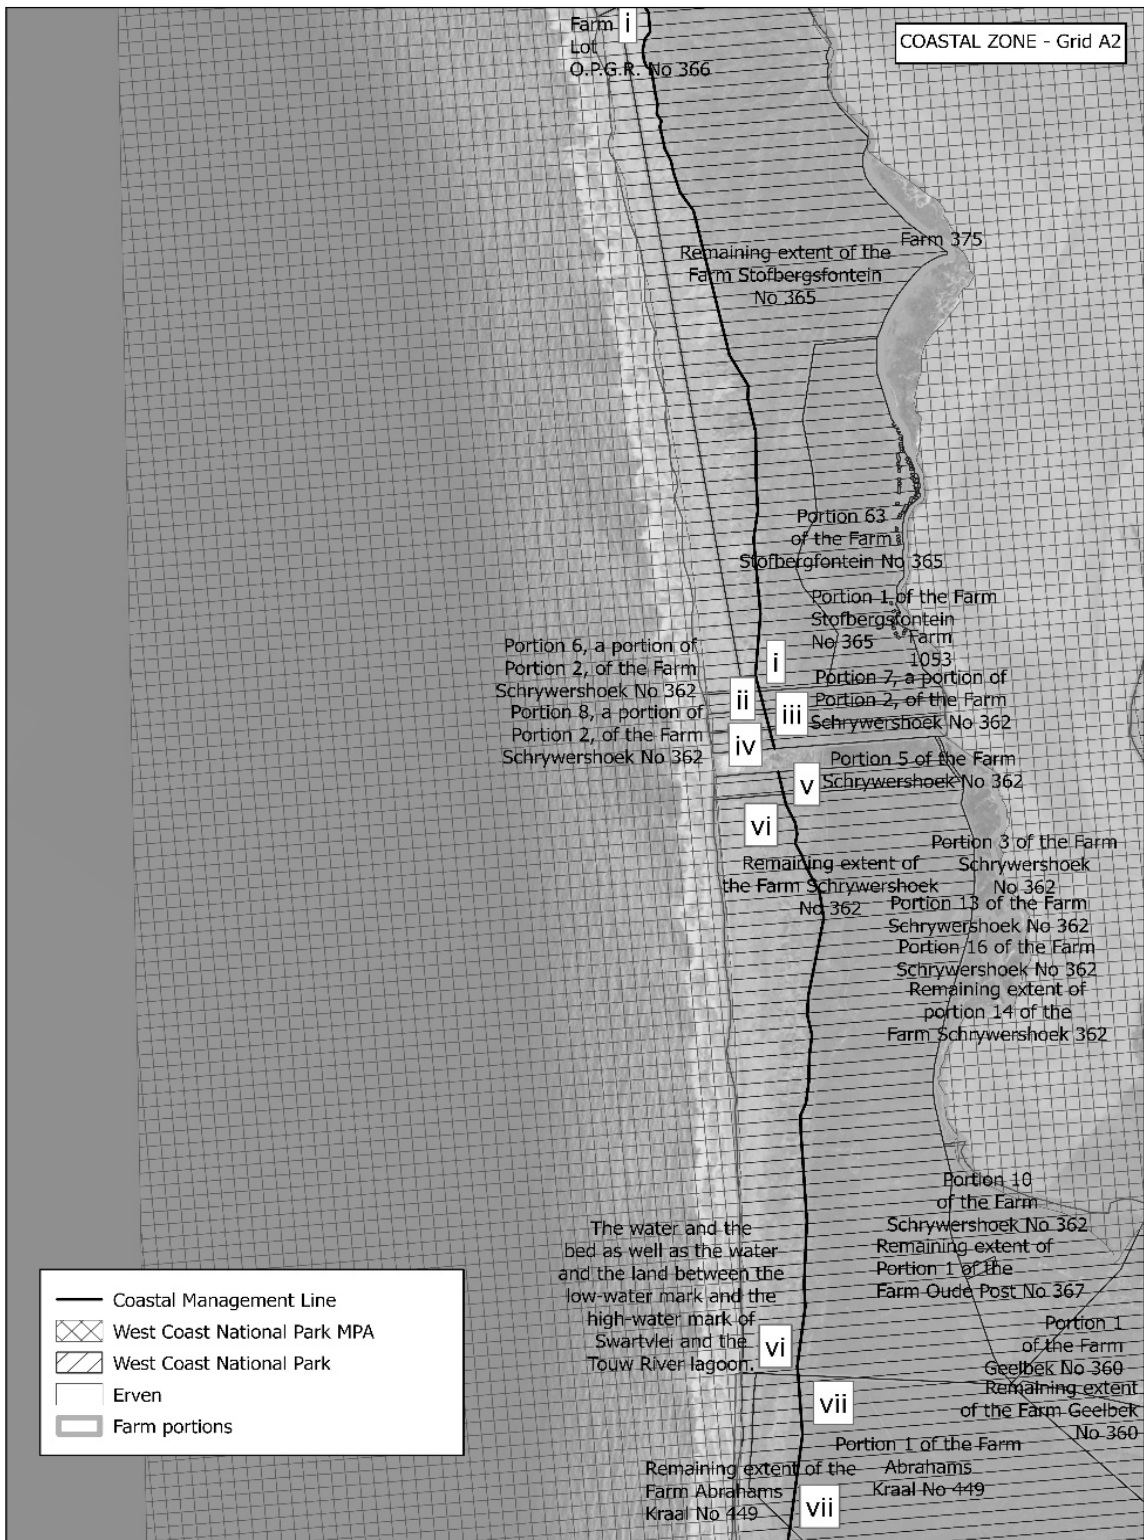 Farm
Lot
O.P.G.R. No 366
i
COASTAL ZONE - Grid A2
Farm 375
Remaining extent of the
Farm Stofbergsfontein
No 365
Portion 63
of the Farm
Stofbergfontein No 365
Portion 1 of the Farm
Stofbergsfontein
No 365
Farm
1053
Portion 6, a portion of
Portion 2, of the Farm
Schrywershoek No 362
i
ii
Portion 7, a portion of
Portion 2, of the Farm
Schrywershoek No 362
iii
Portion 8, a portion of
Portion 2, of the Farm
Schrywershoek No 362
iv
Portion 5 of the Farm
Schrywershoek No 362
v
vi
Portion 3 of the Farm
Schrywershoek
No 362
Remaining extent of
the Farm Schrywershoek
No 362
Portion 13 of the Farm
Schrywershoek No 362
Portion 16 of the Farm
Schrywershoek No 362
Remaining extent of
portion 14 of the
Farm Schrywershoek 362
Portion 10
of the Farm
Schrywershoek No 362
Remaining extent of
Portion 1 of the
Farm Oude Post No 367
The water and the
bed as well as the water
and the land between the
low-water mark and the
high-water mark of
Swartvlei and the
Touw River lagoon.
vi
Portion 1
of the Farm
Geelbek No 360
Remaining extent
of the Farm Geelbek
No 360
vii
Portion 1 of the Farm
Abrahams
Kraal No 449
Remaining extent of the
Farm Abrahams
Kraal No 449
vii
Coastal Management Line
West Coast National Park MPA
West Coast National Park
Erven
Farm portions